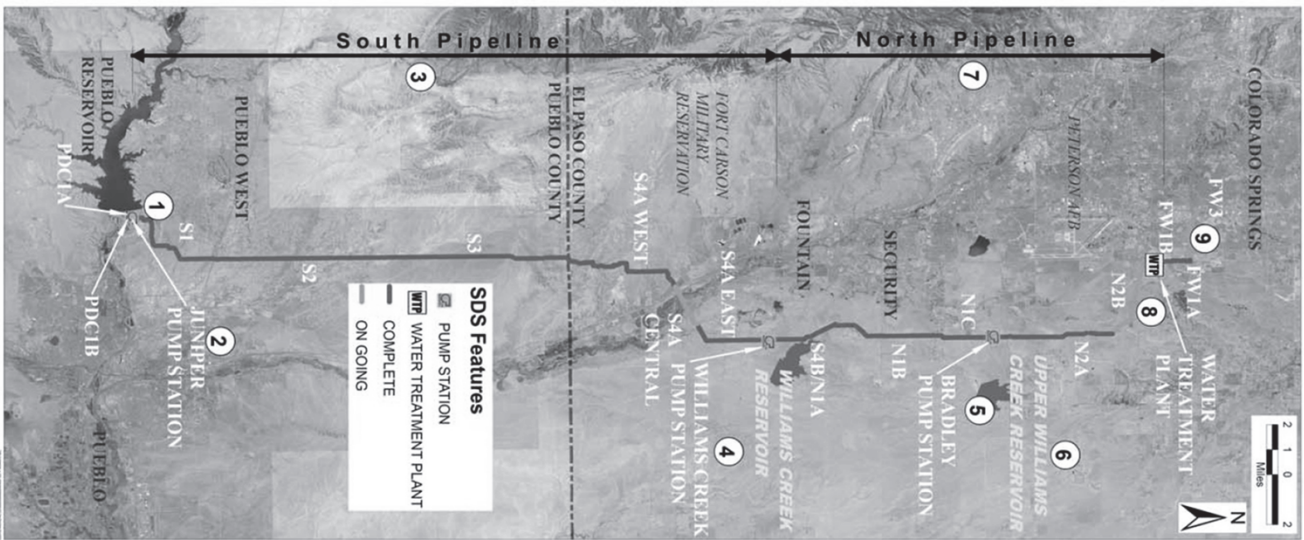 COLORADO SPRINGS
FW3
FW1A
FW1B
9
WTP
WATER
TREATMENT
PLANT
8
N2B
N2A
North Pipeline
7
PETERSON AFB
UPPER WILLIAMS
CREEK RESERVOIR
6
5
N1C
BRADLEY
PUMP STATION
SECURITY
N1B
FOUNTAIN
S4B/N1A
WILLIAMS CREEK
RESERVOIR
4
S4A EAST
WILLIAMS CREEK
PUMP STATION
S4A
CENTRAL
FORT CARSON
MILITARY
RESERVATION
S4A WEST
EL PASO COUNTY
PUEBLO COUNTY
South Pipeline
3
S3
S2
PUEBLO WEST
S1
1
2
JUNIPER
PUMP STATION
PUEBLO
RESERVOIR
PDC1A
PDC1B
PUEBLO
SDS Features
PUMP STATION
WTP WATER TREATMENT PLANT
COMPLETE
ON GOING
2 1 0 2
Miles
N